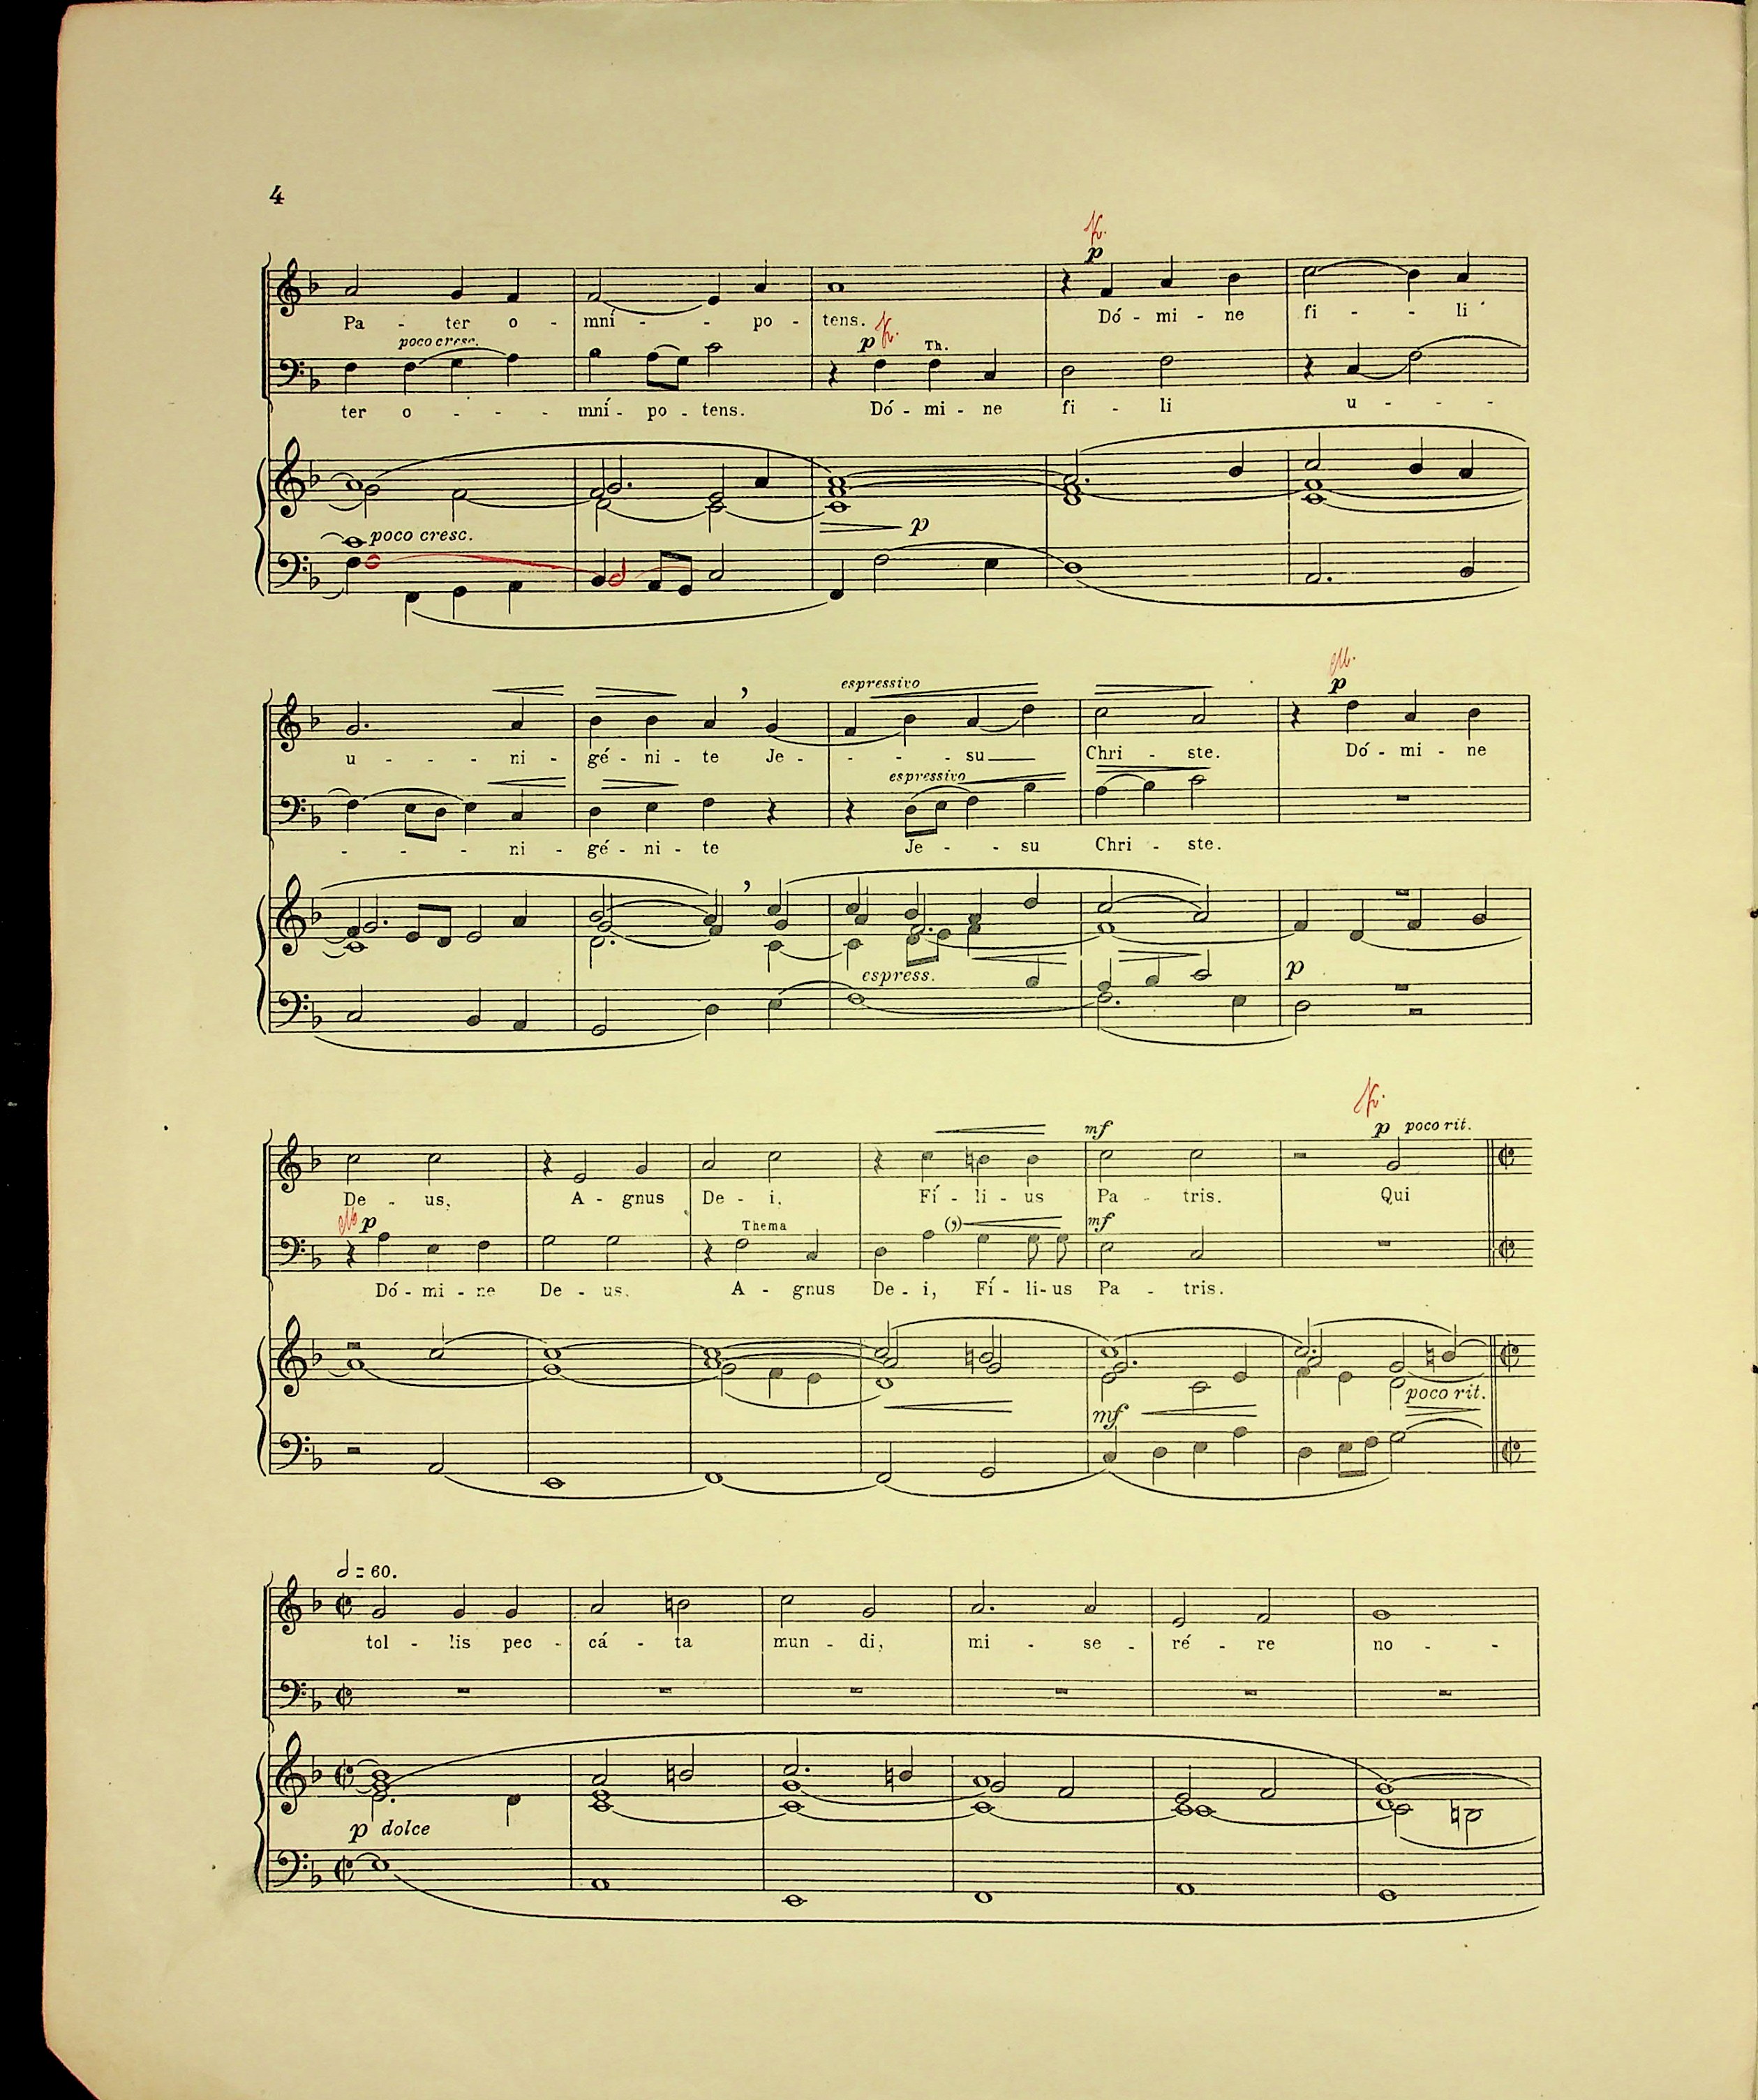 4
p
Pa - ter o - mní - - po - tens. Dó - mi - ne fi - - li
poco cresc. p Th.
ter o - - - mní - po - tens. Dó - mi - ne fi - li u - - -
poco cresc. p
p
espressivo
u - - - ni - gé - ni - te Je - - - - su Chri - ste. Dó - mi - ne
espressivo
- - - ni - gé - ni - te Je - - su Chri - ste.
espress. p
mf p poco rit.
De - us, A - gnus De - i, Fí - li - us Pa - tris. Qui
p Thema (,) mf
Dó - mi - ne De - us. A - gnus De - i, Fí - li - us Pa - tris.
mf poco rit.
= 60.
tol - lis pec - cá - ta mun - di, mi - se - ré - re no - -
p dolce